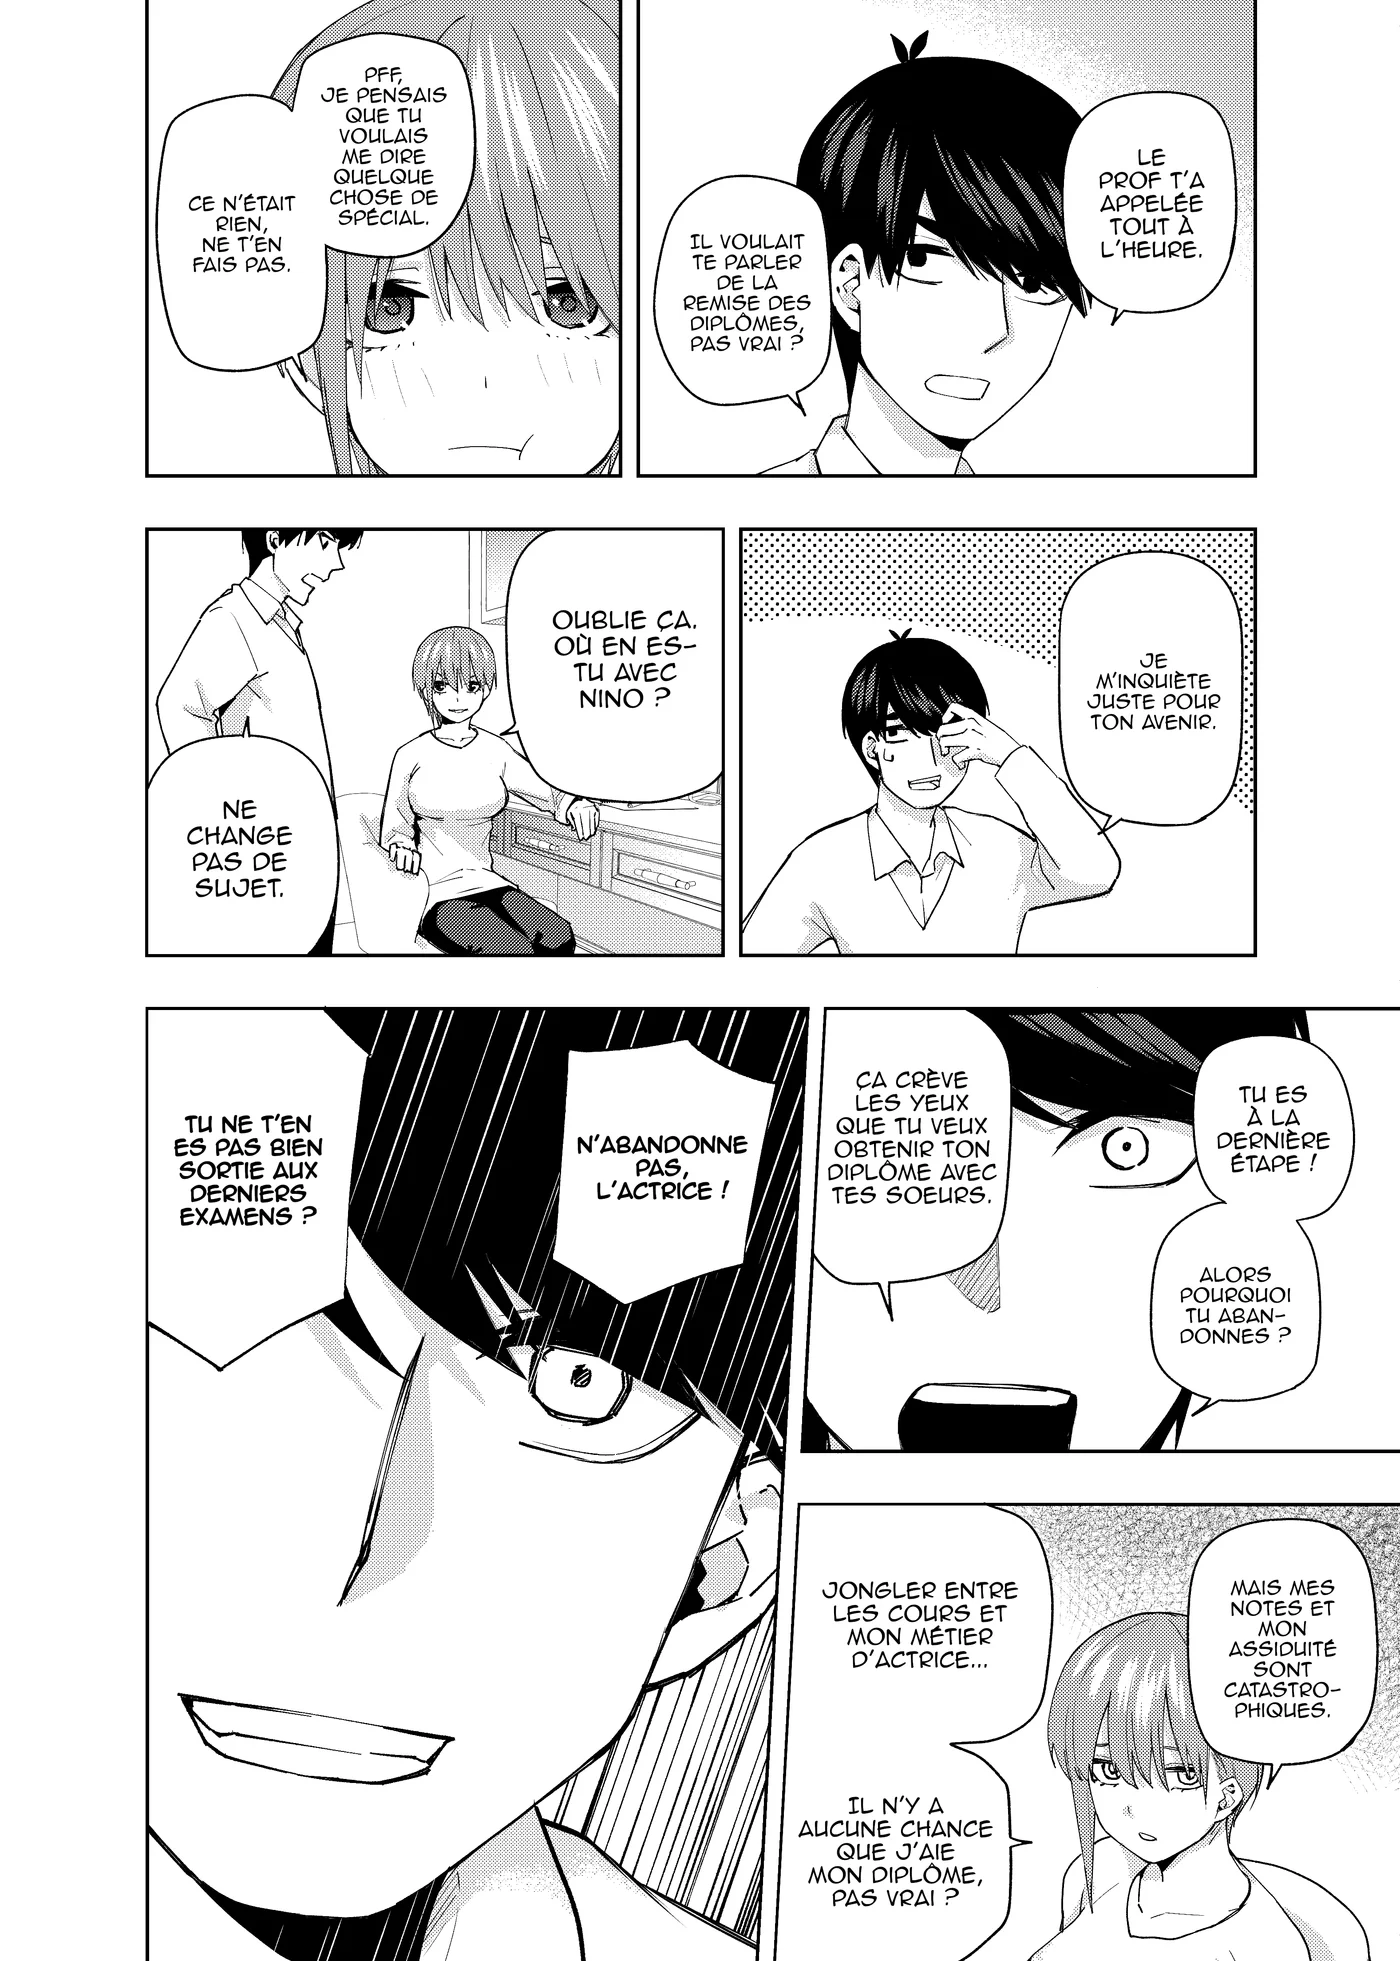 LE
PROF T'A
APPELÉE
TOUT À
L'HEURE.
IL VOULAIT
TE PARLER
DE LA
REMISE DES
DIPLÔMES,
PAS VRAI ?
PFF,
JE PENSAIS
QUE TU
VOULAIS
ME DIRE
QUELQUE
CHOSE DE
SPÉCIAL.
CE N'ÉTAIT
RIEN,
NE T'EN
FAIS PAS.
JE
M'INQUIÈTE
JUSTE POUR
TON AVENIR.
OUBLIE ÇA.
OÙ EN ES-
TU AVEC
NINO ?
NE
CHANGE
PAS DE
SUJET.
TU ES
À LA
DERNIÈRE
ÉTAPE !
ALORS
POURQUOI
TU ABAN-
DONNES ?
ÇA CRÈVE
LES YEUX
QUE TU VEUX
OBTENIR TON
DIPLÔME AVEC
TES SOEURS.
MAIS MES
NOTES ET
MON
ASSIDUITÉ
SONT
CATASTRO-
PHIQUES.
JONGLER ENTRE
LES COURS ET
MON MÉTIER
D'ACTRICE...
IL N'Y A
AUCUNE CHANCE
QUE J'AIE
MON DIPLÔME,
PAS VRAI ?
N'ABANDONNE
PAS,
L'ACTRICE !
TU NE T'EN
ES PAS BIEN
SORTIE AUX
DERNIERS
EXAMENS ?